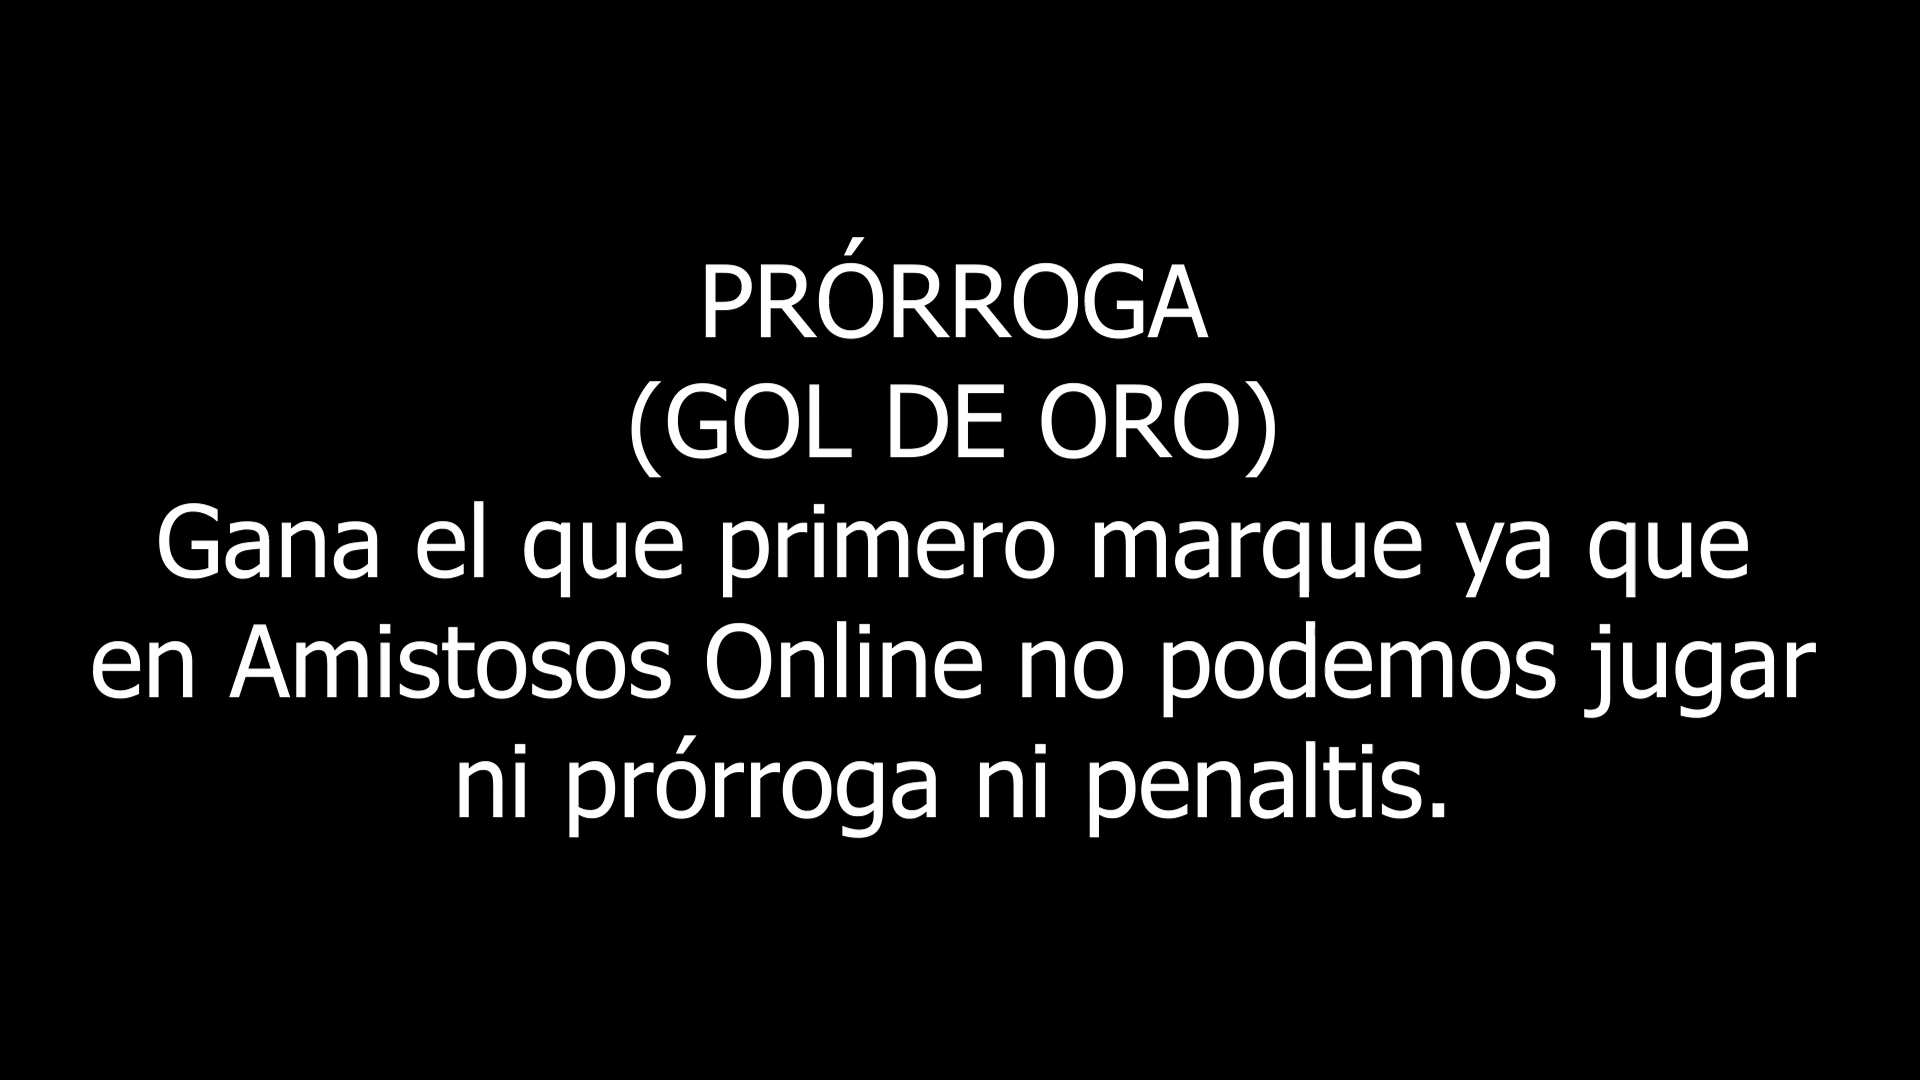 PRÓRROGA
(GOL DE ORO)
Gana el que primero marque ya que
en Amistosos Online no podemos jugar
ni prórroga ni penaltis.